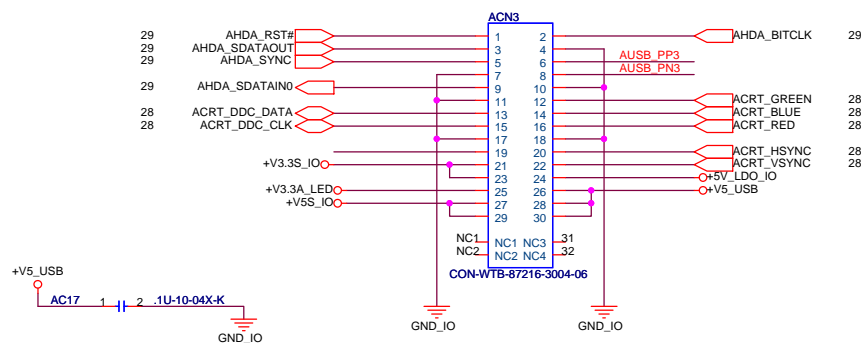 ACN3
29 AHDA_RST# 1 2 AHDA_BITCLK 29
29 AHDA_SDATAOUT 3 4
29 AHDA_SYNC 5 6 AUSB_PP3
7 8 AUSB_PN3
29 AHDA_SDATAIN0 9 10
11 12 ACRT_GREEN 28
28 ACRT_DDC_DATA 13 14 ACRT_BLUE 28
28 ACRT_DDC_CLK 15 16 ACRT_RED 28
17 18
19 20 ACRT_HSYNC 28
+V3.3S_IO 21 22 ACRT_VSYNC 28
23 24 +5V_LDO_IO
+V3.3A_LED 25 26 +V5_USB
+V5S_IO 27 28
29 30
NC1 NC1 NC3 31
NC2 NC2 NC4 32
CON-WTB-87216-3004-06
+V5_USB
AC17 1 2 .1U-10-04X-K
GND_IO GND_IO GND_IO